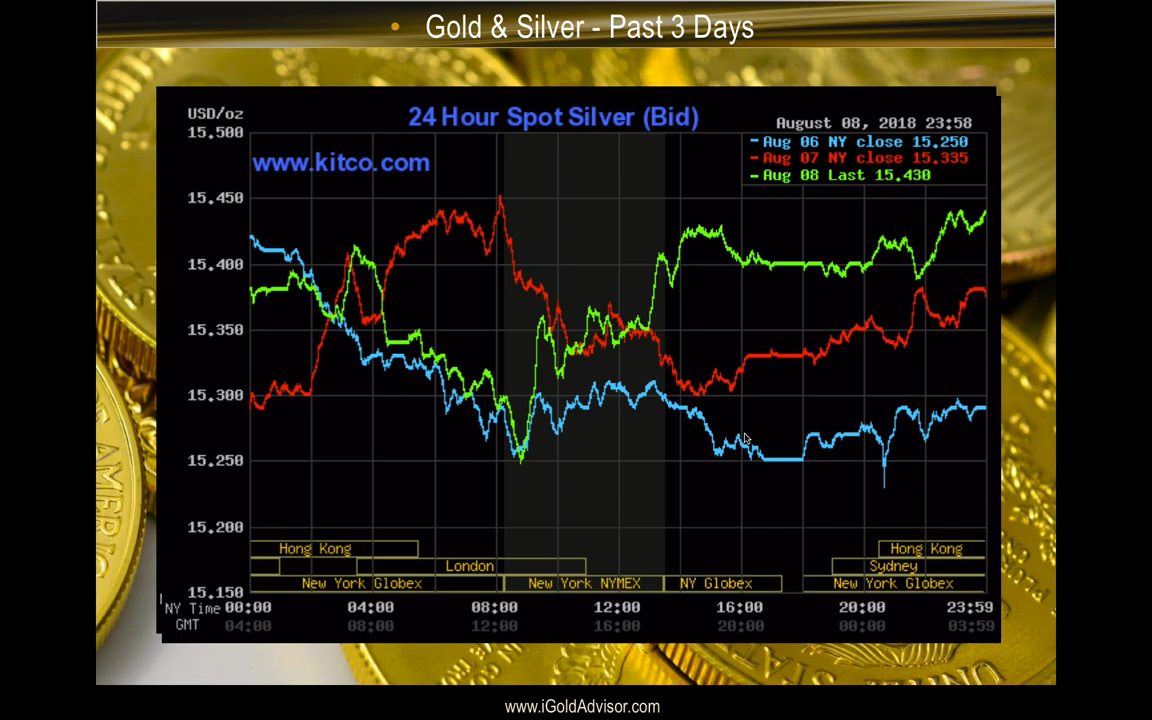 • Gold & Silver - Past 3 Days
USD/oz
24 Hour Spot Silver (Bid)
August 08, 2018 23:58
www.kitco.com
Aug 06 NY close 15.250
Aug 07 NY close 15.335
Aug 08 Last 15.430
15.500
15.450
15.400
15.350
15.300
15.250
15.200
15.150
Hong Kong Hong Kong
London Sydney
New York Globex New York NYMEX NY Globex New York Globex
NY Time 00:00 04:00 08:00 12:00 16:00 20:00 23:59
GMT 04:00 08:00 12:00 16:00 20:00 00:00 03:59
www.iGoldAdvisor.com